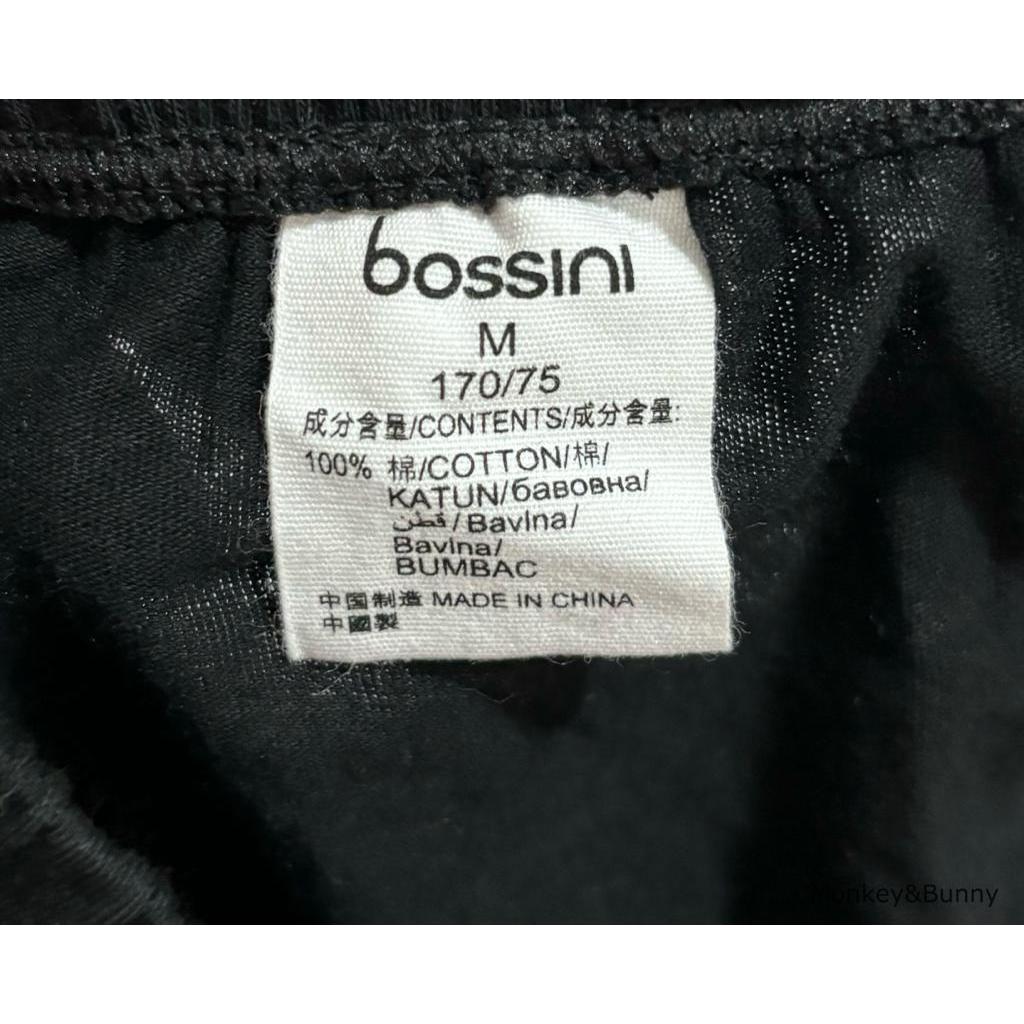 bossini
M
170/75
成分含量/CONTENTS/成分含量:
100% 棉/COTTON/棉/
KATUN/бавовна/
قطن/Bavlna/
Bavlna/
BUMBAC
中国制造 MADE IN CHINA
中國製
Monkey&Bunny